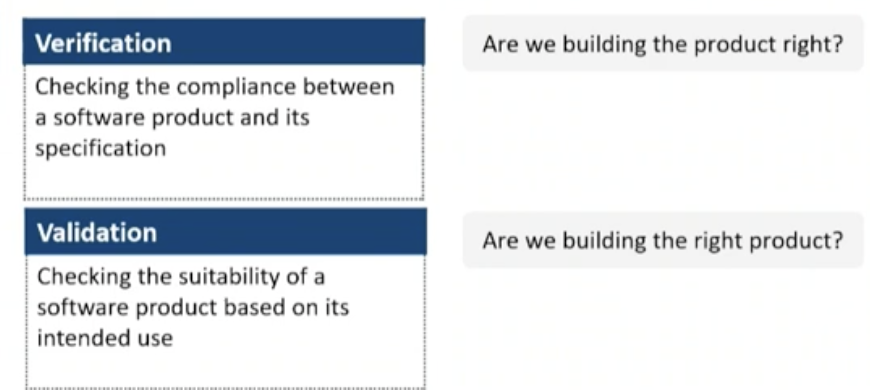 Verification
Are we building the product right?
Checking the compliance between
a software product and its
specification
Validation
Are we building the right product?
Checking the suitability of a
software product based on its
intended use